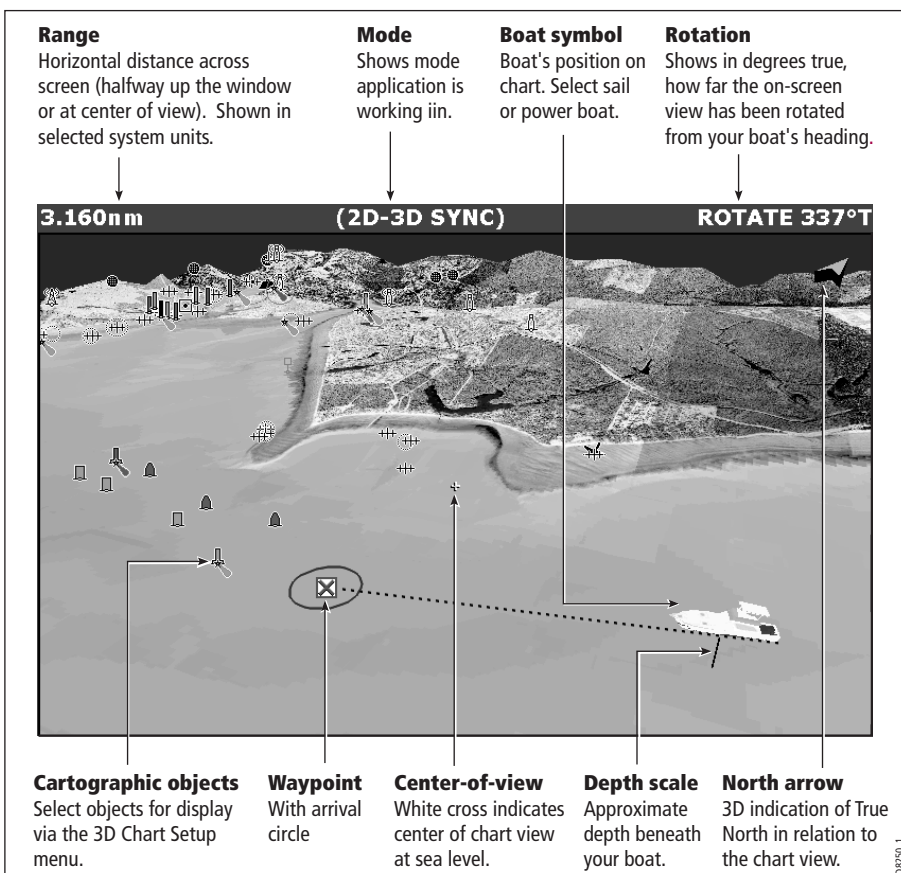 Range
Horizontal distance across
screen (halfway up the window
or at center of view).  Shown in
selected system units.
Mode
Shows mode
application is
working iin.
Boat symbol
Boat's position on
chart. Select sail
or power boat.
Rotation
Shows in degrees true,
how far the on-screen
view has been rotated
from your boat's heading.
3.160nm
(2D-3D SYNC)
ROTATE 337°T
Cartographic objects
Select objects for display
via the 3D Chart Setup
menu.
Waypoint
With arrival
circle
Center-of-view
White cross indicates
center of chart view
at sea level.
Depth scale
Approximate
depth beneath
your boat.
North arrow
3D indication of True
North in relation to
the chart view.
D8750_1